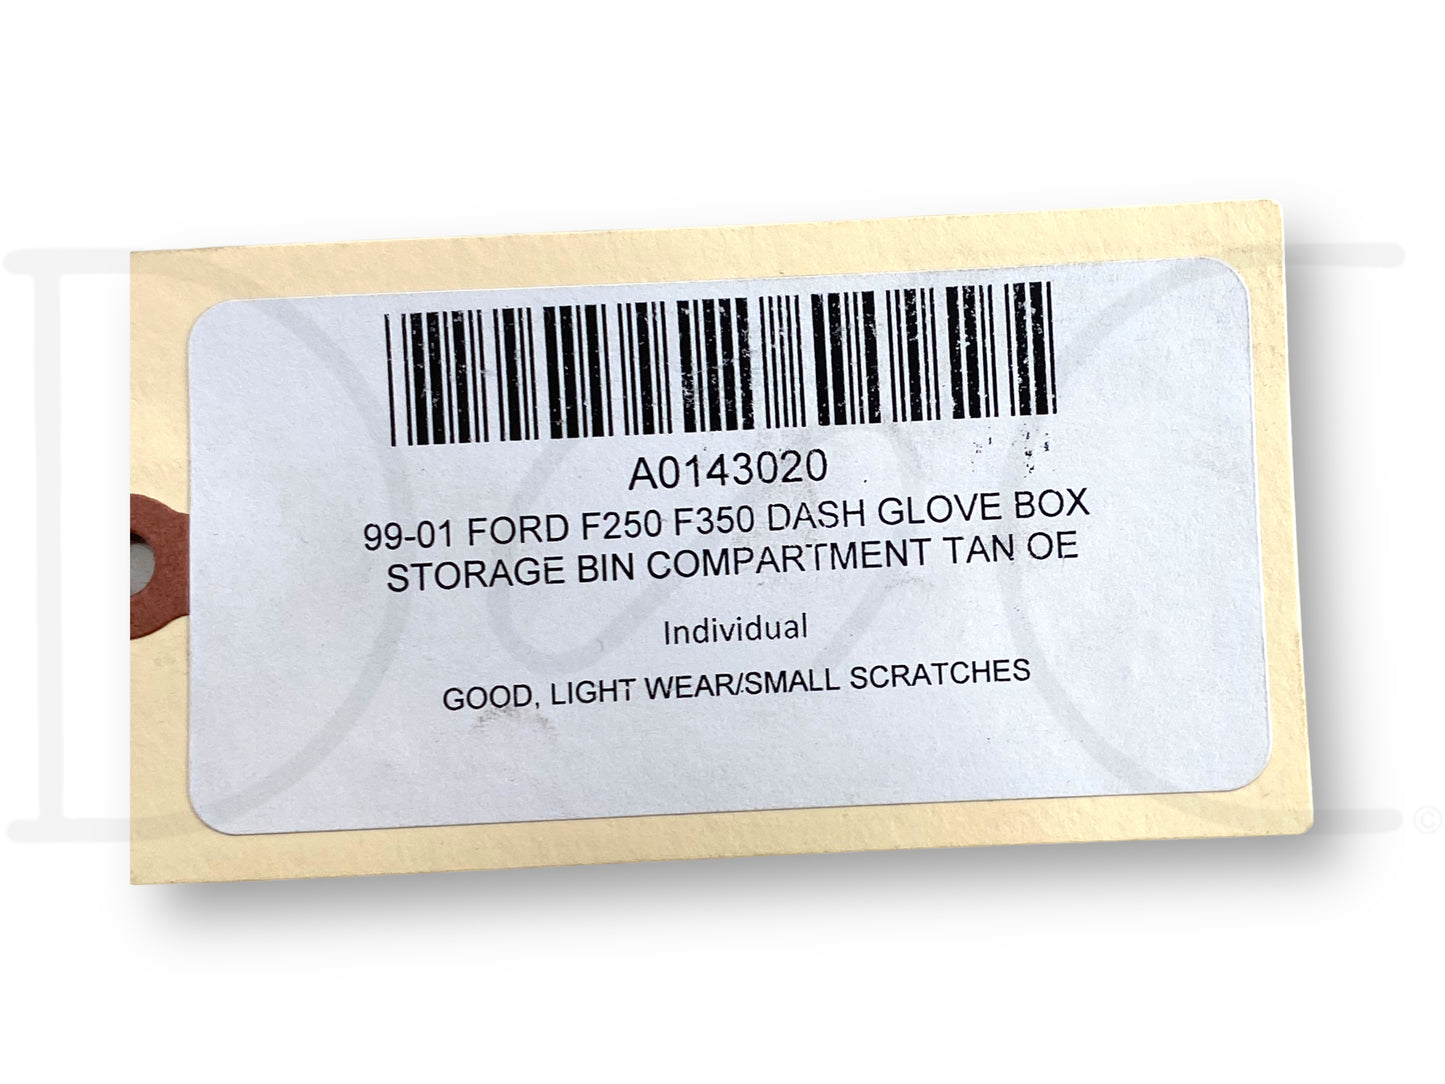 A0143020
99-01 FORD F250 F350 DASH GLOVE BOX
STORAGE BIN COMPARTMENT TAN OE
Individual
GOOD, LIGHT WEAR/SMALL SCRATCHES
©